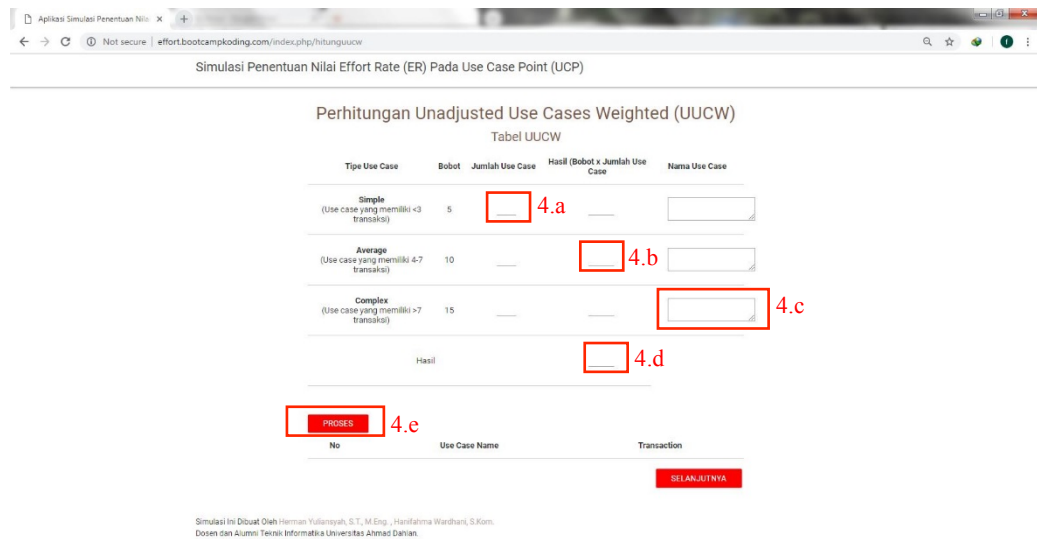 Aplikasi Simulasi Penentuan Nila
Not secure | effort.bootcampkoding.com/index.php/hitunguucw
Simulasi Penentuan Nilai Effort Rate (ER) Pada Use Case Point (UCP)
Perhitungan Unadjusted Use Cases Weighted (UUCW)
Tabel UUCW
Tipe Use Case Bobot Jumlah Use Case Hasil (Bobot x Jumlah Use Case Nama Use Case
Simple
(Use case yang memiliki <3 transaksi) 5 4.a
Average
(Use case yang memiliki 4-7 transaksi) 10 4.b
Complex
(Use case yang memiliki >7 transaksi) 15 4.c
Hasil 4.d
PROSES 4.e
No Use Case Name Transaction
SELANJUTNYA
Simulasi Ini Dibuat Oleh Herman Yuliansyah, S.T., M.Eng. , Hanifahma Wardhani, S.Kom.
Dosen dan Alumni Teknik Informatika Universitas Ahmad Dahlan.